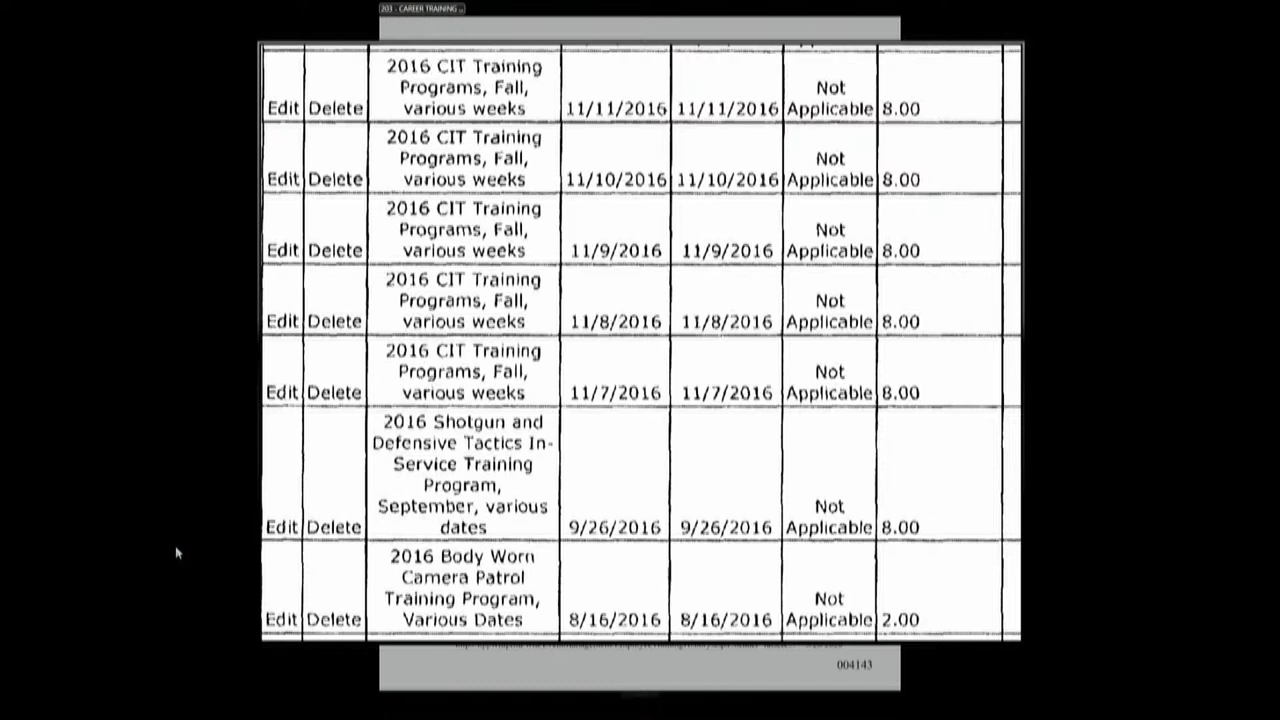 203 - CAREER TRAINING ...
2016 CIT Training
Programs, Fall,
various weeks
Edit Delete 11/11/2016 11/11/2016 Not Applicable 8.00
2016 CIT Training
Programs, Fall,
various weeks
Edit Delete 11/10/2016 11/10/2016 Not Applicable 8.00
2016 CIT Training
Programs, Fall,
various weeks
Edit Delete 11/9/2016 11/9/2016 Not Applicable 8.00
2016 CIT Training
Programs, Fall,
various weeks
Edit Delete 11/8/2016 11/8/2016 Not Applicable 8.00
2016 CIT Training
Programs, Fall,
various weeks
Edit Delete 11/7/2016 11/7/2016 Not Applicable 8.00
2016 Shotgun and
Defensive Tactics In-
Service Training
Program,
September, various
dates
Edit Delete 9/26/2016 9/26/2016 Not Applicable 8.00
2016 Body Worn
Camera Patrol
Training Program,
Various Dates
Edit Delete 8/16/2016 8/16/2016 Not Applicable 2.00
004143